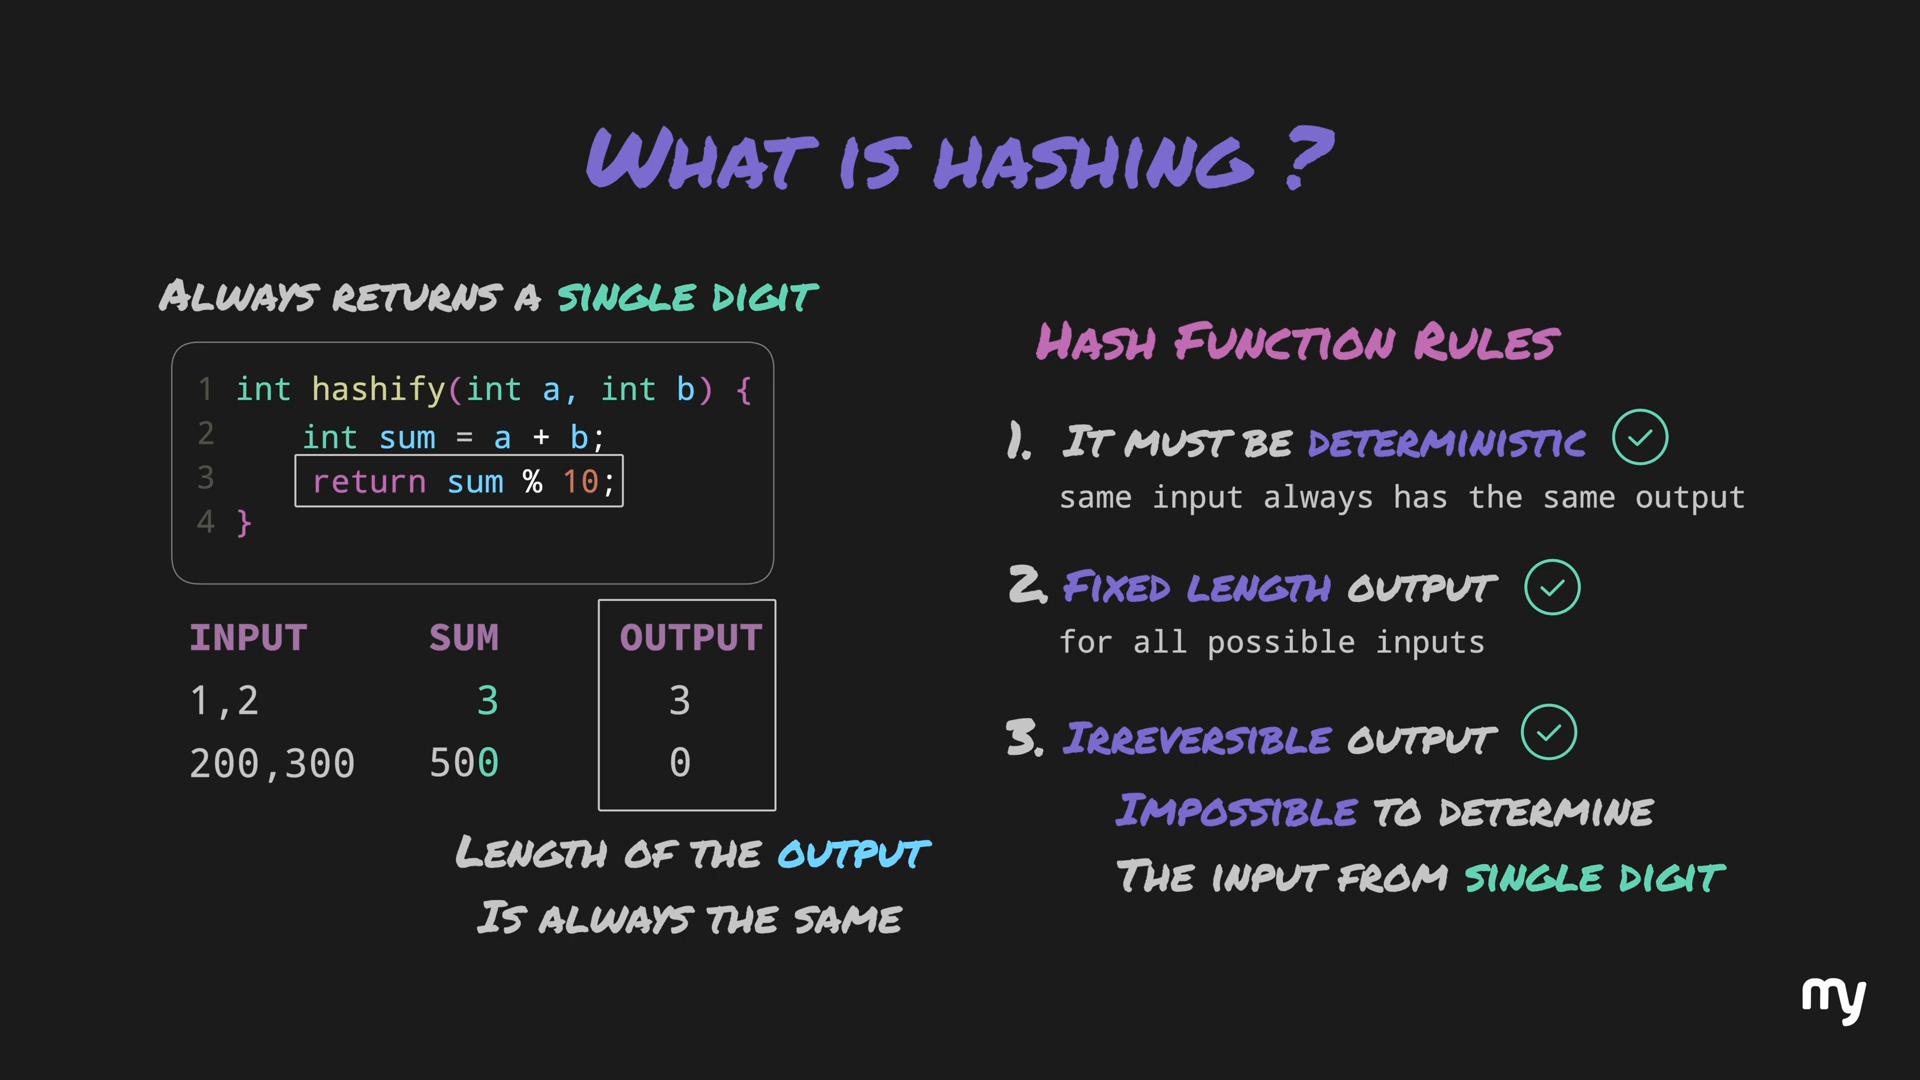 What is hashing ?
Always returns a single digit
1 int hashify(int a, int b) {
2 int sum = a + b;
3 return sum % 10;
4 }
INPUT SUM OUTPUT
1,2 3 3
200,300 500 0
Length of the output
Is always the same
Hash Function Rules
1. It must be deterministic
same input always has the same output
2. Fixed length output
for all possible inputs
3. Irreversible output
Impossible to determine
The input from single digit
my